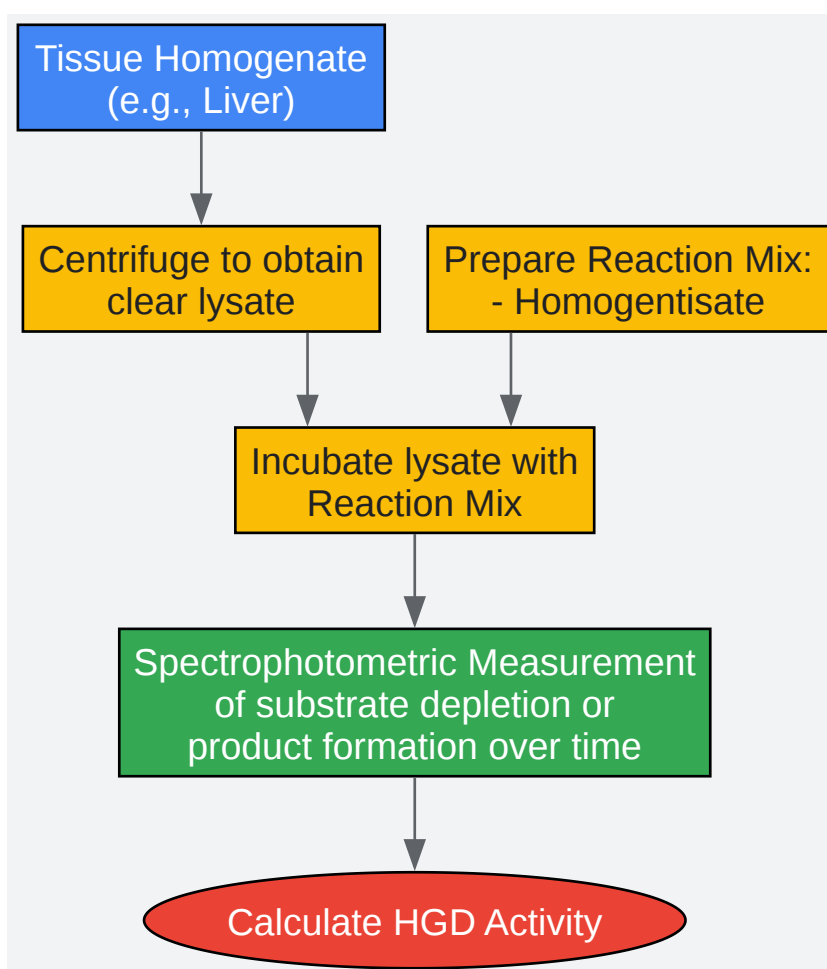 Tissue Homogenate
(e.g., Liver)
Centrifuge to obtain
clear lysate
Prepare Reaction Mix:
- Homogentisate
Incubate lysate with
Reaction Mix
Spectrophotometric Measurement
of substrate depletion or
product formation over time
Calculate HGD Activity